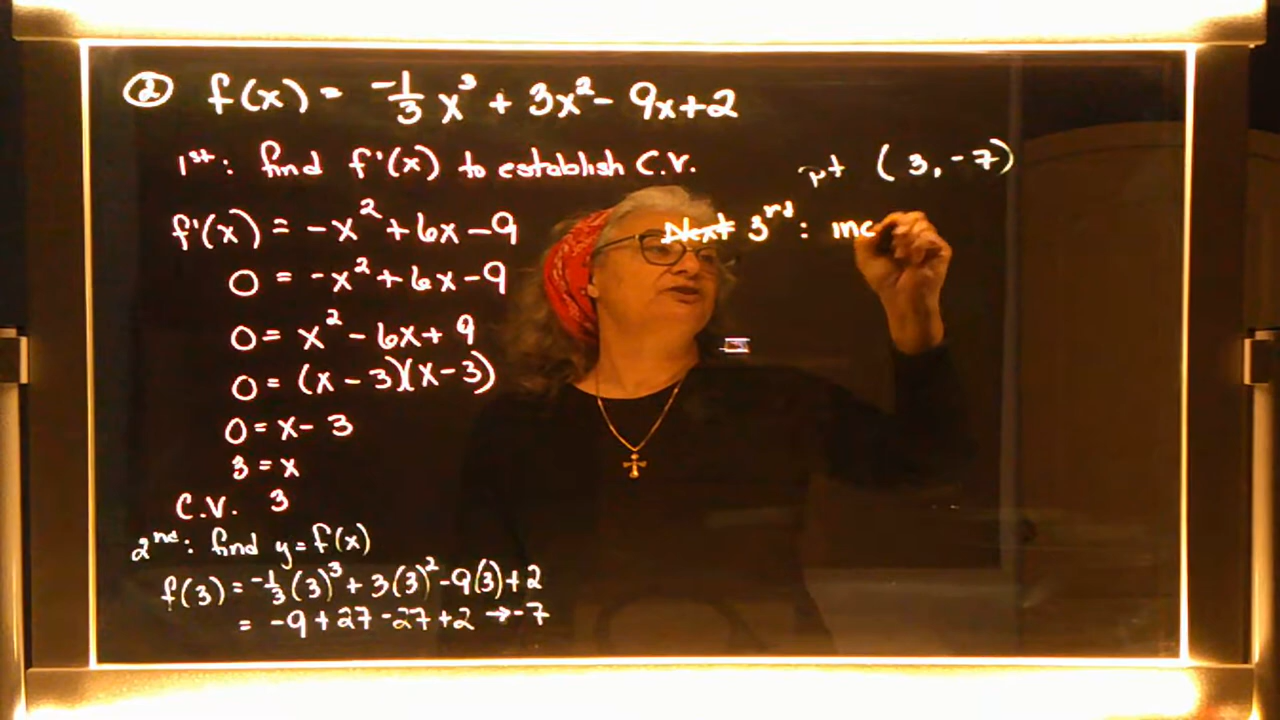 ② f(x) = -1/3 x³ + 3x² - 9x + 2
1st: find f'(x) to establish C.V.
f'(x) = -x² + 6x - 9
0 = -x² + 6x - 9
0 = x² - 6x + 9
0 = (x - 3)(x - 3)
0 = x - 3
3 = x
C.V. 3
2nd: find y = f(x)
f(3) = -1/3 (3)³ + 3(3)² - 9(3) + 2
= -9 + 27 - 27 + 2 → -7
pt (3, -7)
Next 3rd: inc